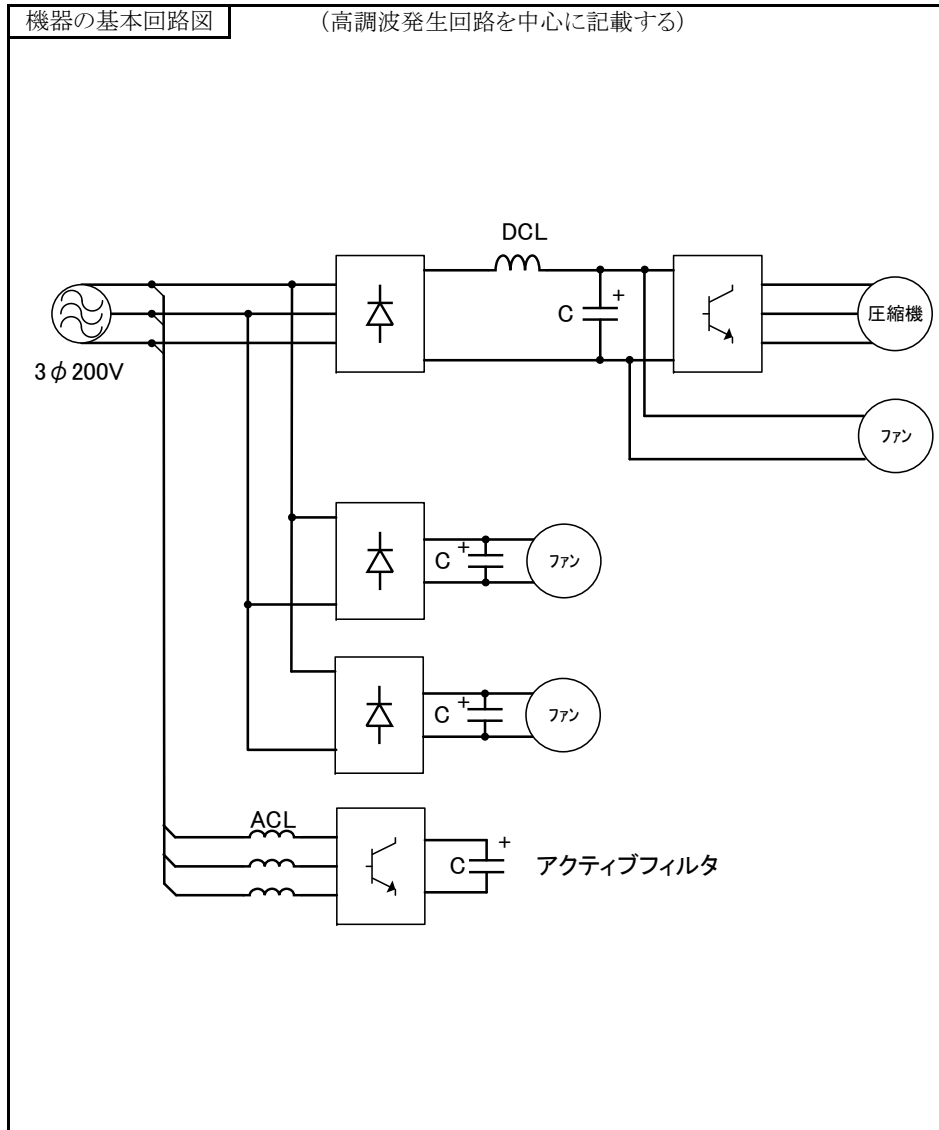 機器の基本回路図
(高調波発生回路を中心に記載する)
DCL
+
C
圧縮機
3φ200V
ファン
C
+
ファン
C
+
ファン
ACL
+
C
アクティブフィルタ